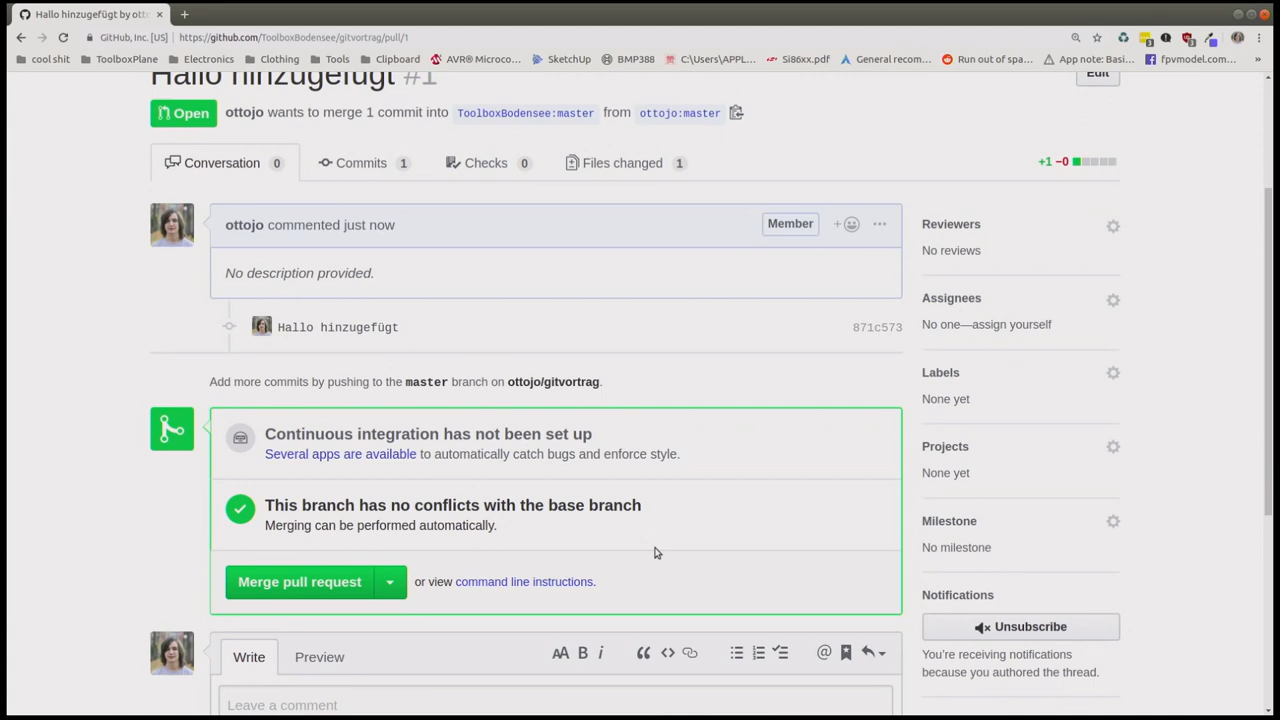 Hallo hinzugefügt by ott
GitHub, Inc. [US] https://github.com/ToolboxBodensee/gitvortrag/pull/1
cool shit ToolboxPlane Electronics Clothing Tools Clipboard AVR® Microco... SketchUp BMP388 C:\Users\APPL... Si86xx.pdf General recom... Run out of spa... App note: Basi... fpvmodel.com... »
Hallo hinzugefügt #1 Edit
Open ottojo wants to merge 1 commit into ToolboxBodensee:master from ottojo:master
Conversation 0 Commits 1 Checks 0 Files changed 1 +1 −0
ottojo commented just now Member
No description provided.
Hallo hinzugefügt 871c573
Add more commits by pushing to the master branch on ottojo/gitvortrag.
Continuous integration has not been set up
Several apps are available to automatically catch bugs and enforce style.
This branch has no conflicts with the base branch
Merging can be performed automatically.
Merge pull request or view command line instructions.
Write Preview AA B i
Leave a comment
Reviewers
No reviews
Assignees
No one—assign yourself
Labels
None yet
Projects
None yet
Milestone
No milestone
Notifications
Unsubscribe
You're receiving notifications
because you authored the thread.